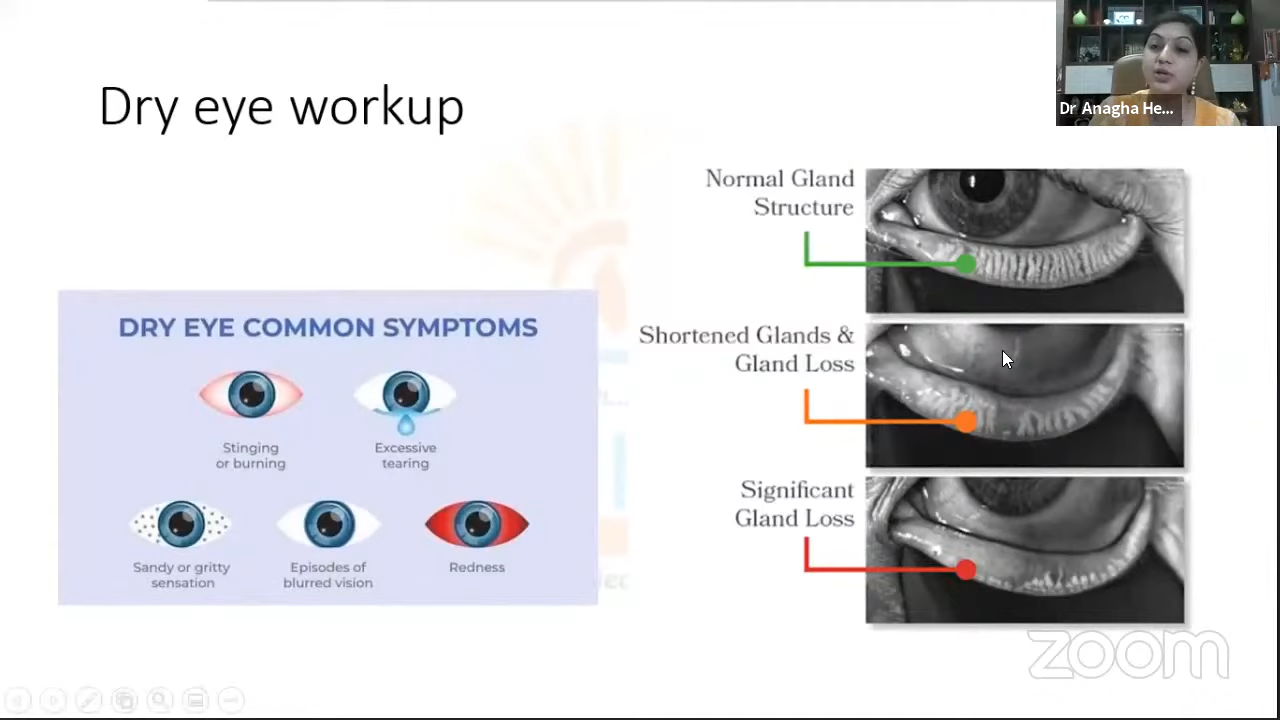 Dr Anagha He...
Dry eye workup
DRY EYE COMMON SYMPTOMS
Stinging
or burning
Excessive
tearing
Sandy or gritty
sensation
Episodes of
blurred vision
Redness
Normal Gland
Structure
Shortened Glands &
Gland Loss
Significant
Gland Loss
zoom